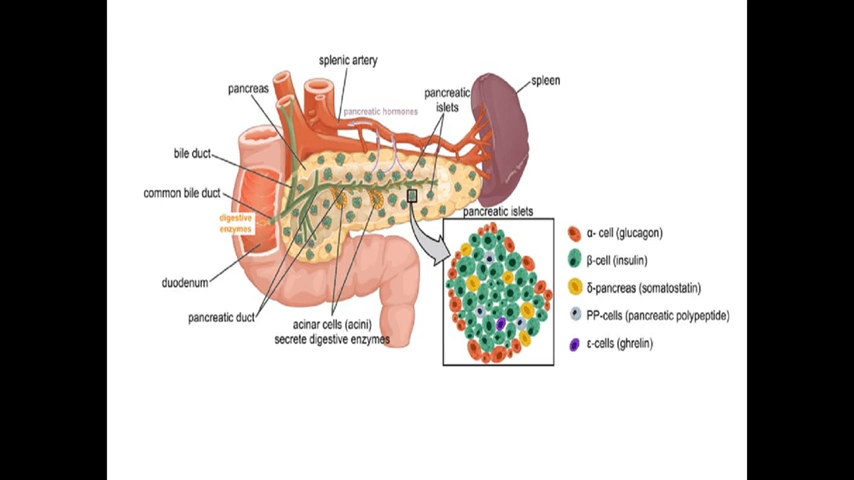 splenic artery
spleen
pancreas
pancreatic
islets
pancreatic hormones
bile duct
common bile duct
digestive
enzymes
pancreatic islets
α- cell (glucagon)
β-cell (insulin)
duodenum
δ-pancreas (somatostatin)
pancreatic duct
PP-cells (pancreatic polypeptide)
acinar cells (acini)
secrete digestive enzymes
ε-cells (ghrelin)